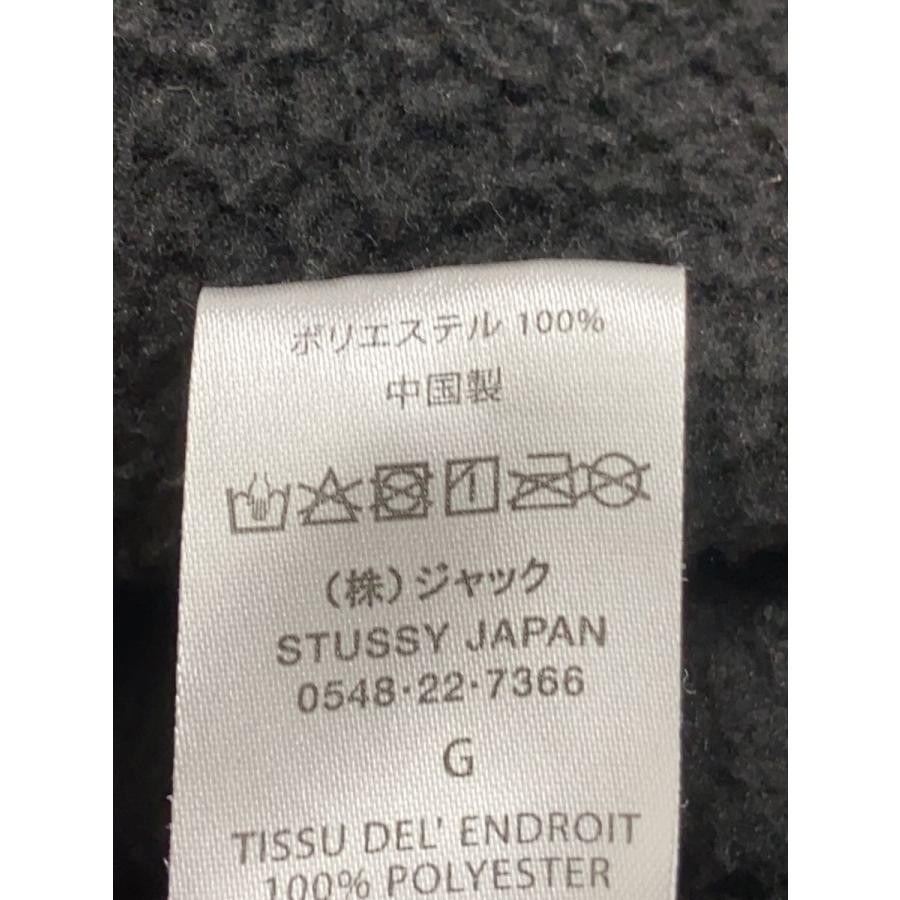 ポリエステル 100%
中国製
(株)ジャック
STUSSY JAPAN
0548·22·7366
G
TISSU DEL' ENDROIT
100% POLYESTER